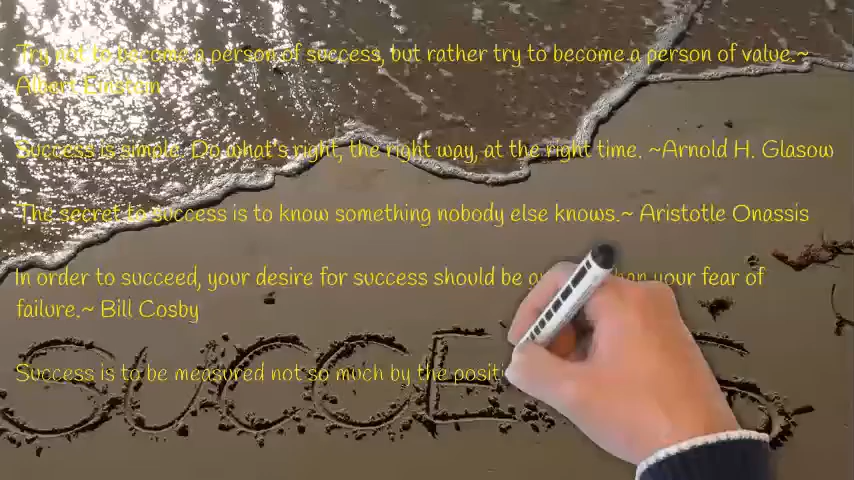 Try not to become a person of success, but rather try to become a person of value.~
Albert Einstein
Success is simple. Do what's right, the right way, at the right time. ~Arnold H. Glasow
The secret to success is to know something nobody else knows.~ Aristotle Onassis
In order to succeed, your desire for success should be your fear of
failure.~ Bill Cosby
Success is to be measured not so much by the posit